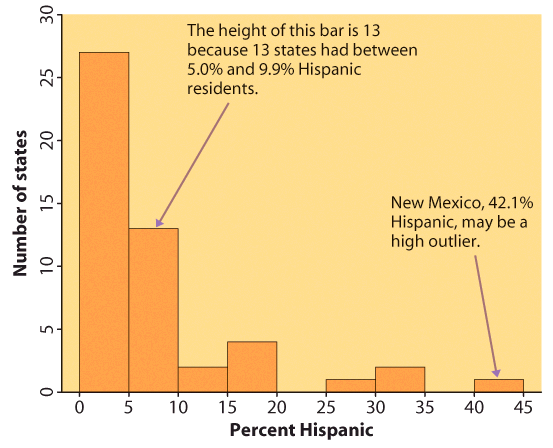 30
25
20
15
10
5
0
Number of states
The height of this bar is 13
because 13 states had between
5.0% and 9.9% Hispanic
residents.
New Mexico, 42.1%
Hispanic, may be a
high outlier.
0 5 10 15 20 25 30 35 40 45
Percent Hispanic